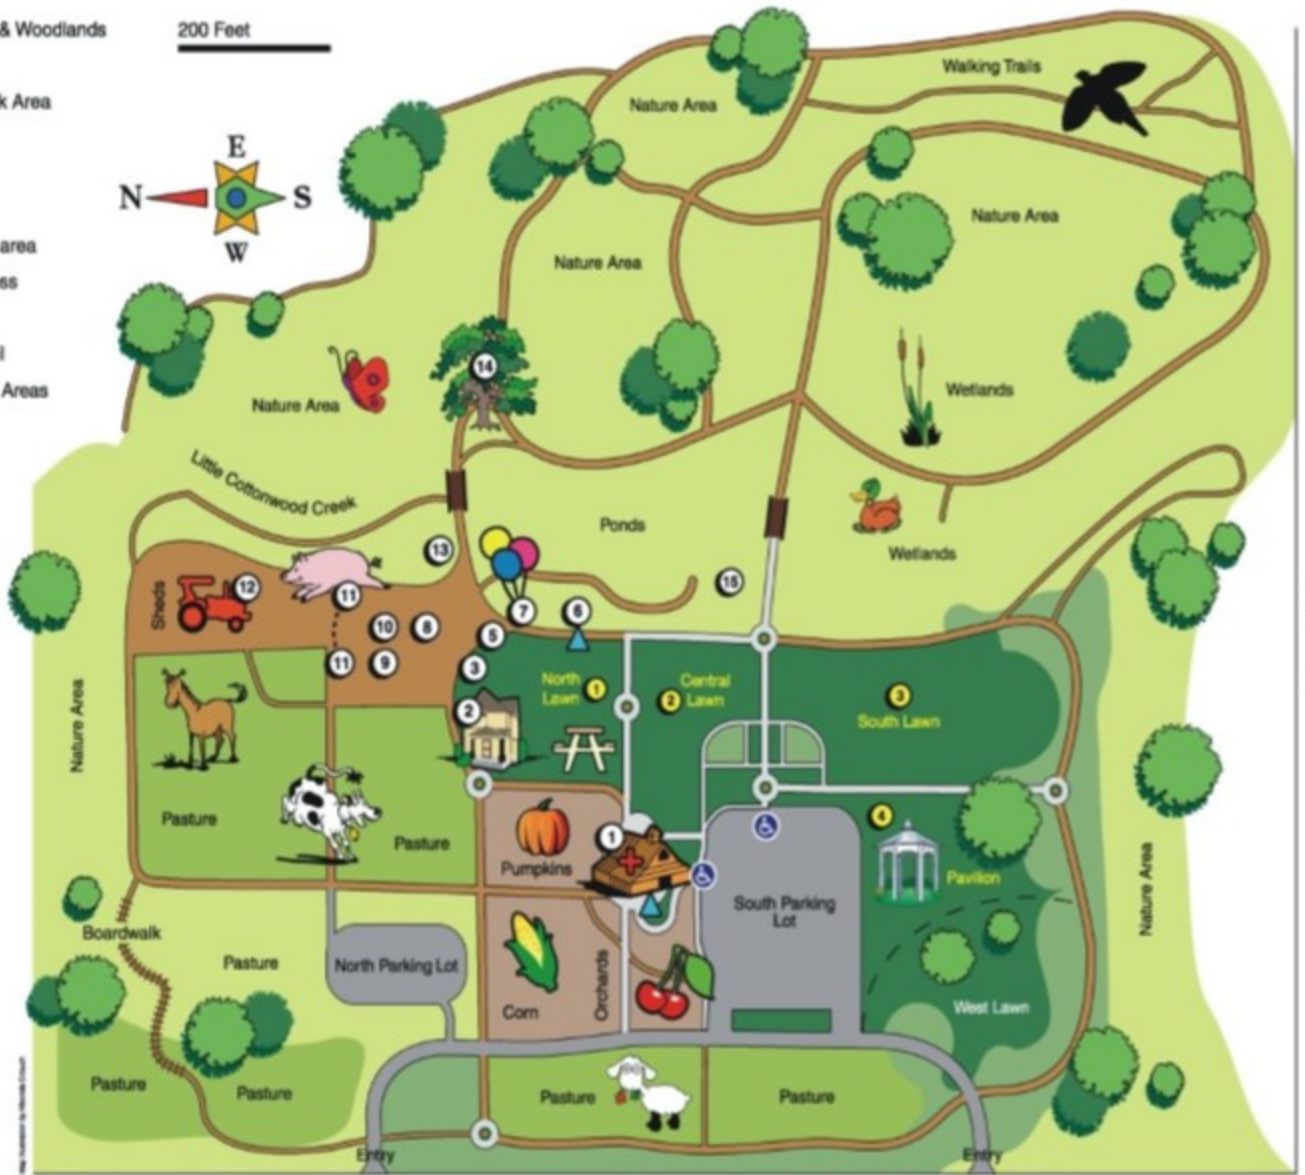 & Woodlands
200 Feet
k Area
E
N
S
W
area
ss
l
Areas
Walking Trails
Nature Area
Nature Area
Nature Area
14
Nature Area
Wetlands
Little Cottonwood Creek
Ponds
Wetlands
13
15
Sheds
12
11
7
6
10
8
5
11
9
3
North
Lawn
1
Central
Lawn
2
3
South Lawn
2
Nature Area
Pasture
Pasture
4
1
Pumpkins
Pavilion
South Parking
Lot
Nature Area
Boardwalk
Pasture
North Parking Lot
Corn
Orchards
West Lawn
Pasture
Pasture
Pasture
Pasture
Entry
Entry